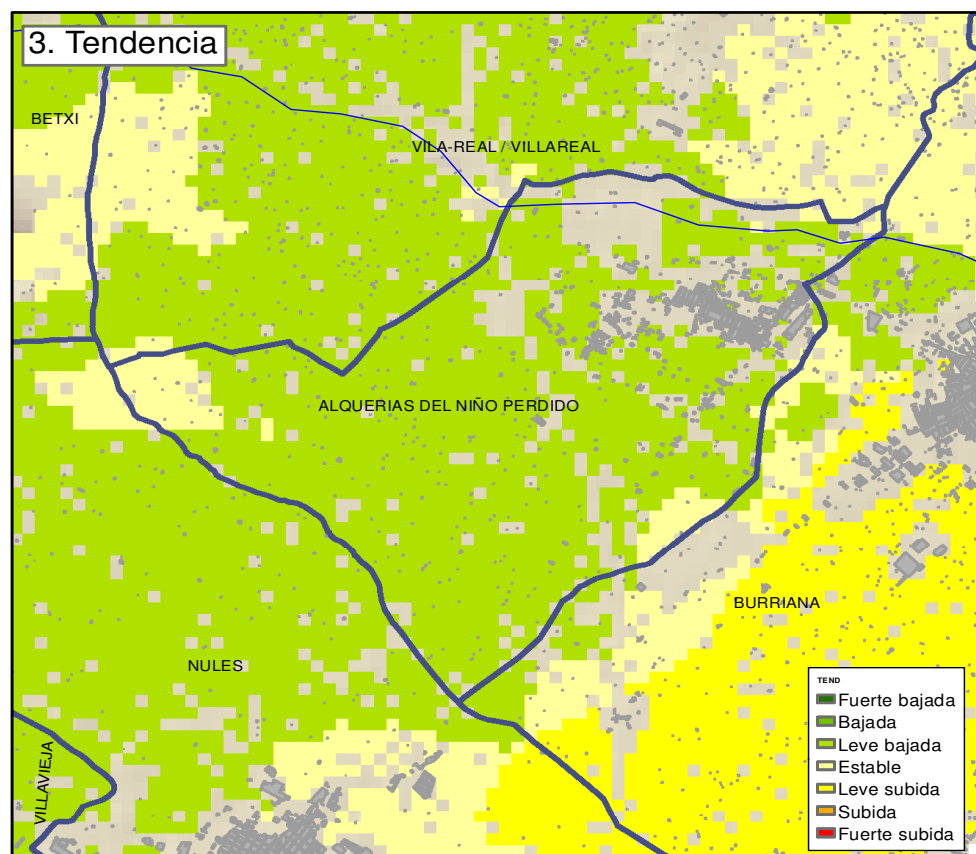 3. Tendencia
BETXI
VILA-REAL / VILLAREAL
ALQUERIAS DEL NIÑO PERDIDO
BURRIANA
NULES
VILLAVIEJA
TEND
Fuerte bajada
Bajada
Leve bajada
Estable
Leve subida
Subida
Fuerte subida